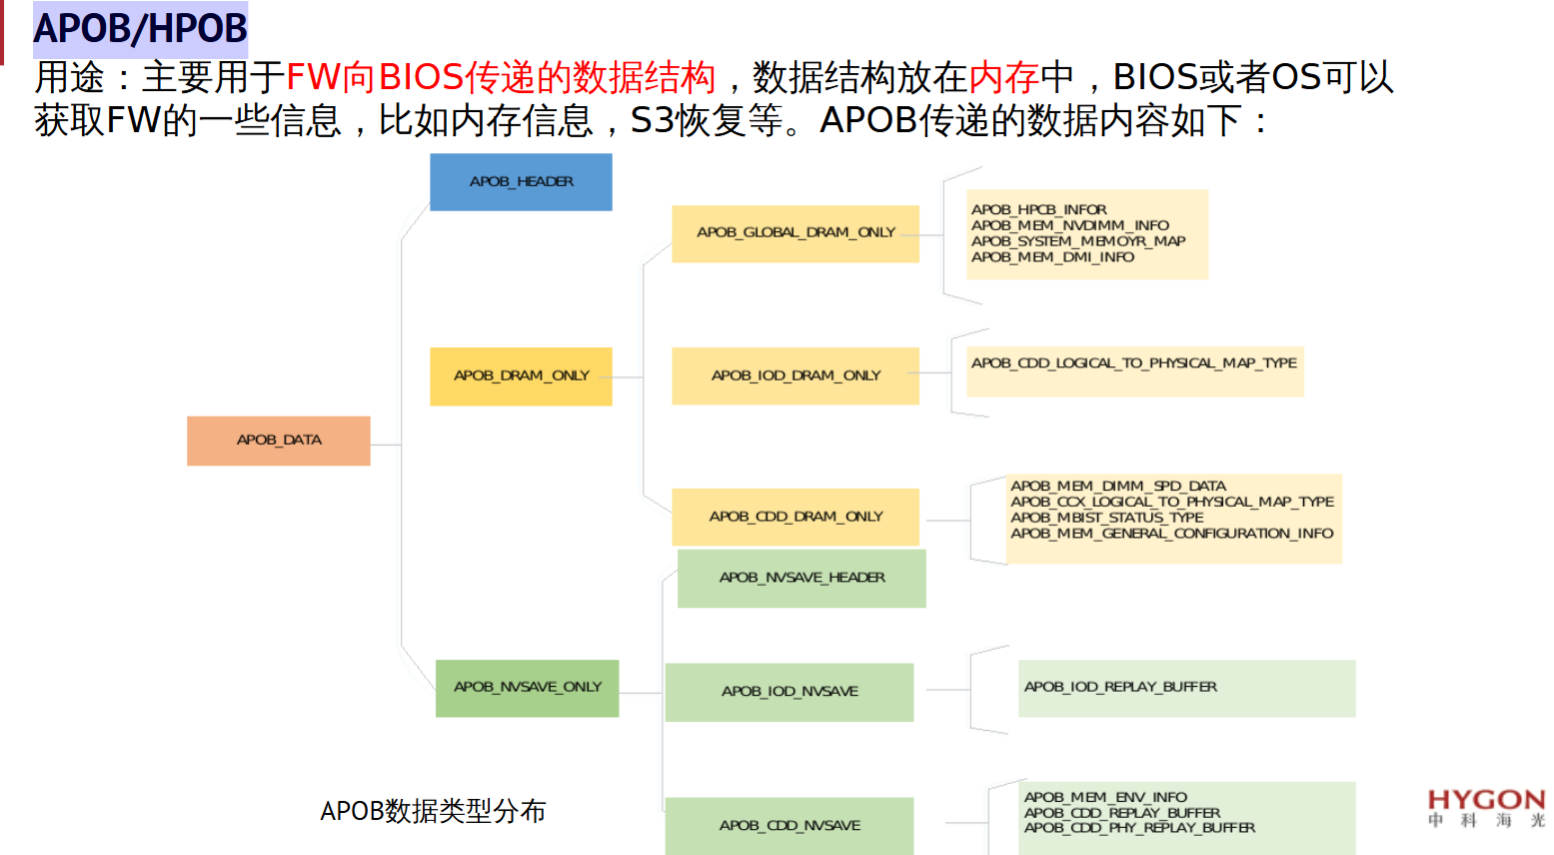 APOB/HPOB
用途：主要用于FW向BIOS传递的数据结构，数据结构放在内存中，BIOS或者OS可以
获取FW的一些信息，比如内存信息，S3恢复等。APOB传递的数据内容如下：
APOB_HEADER
APOB_GLOBAL_DRAM_ONLY
APOB_HPCB_INFOR
APOB_MEM_NVDIMM_INFO
APOB_SYSTEM_MEMOYR_MAP
APOB_MEM_DMI_INFO
APOB_DRAM_ONLY
APOB_IOD_DRAM_ONLY
APOB_CDD_LOGICAL_TO_PHYSICAL_MAP_TYPE
APOB_DATA
APOB_CDD_DRAM_ONLY
APOB_MEM_DIMM_SPD_DATA
APOB_CCX_LOGICAL_TO_PHYSICAL_MAP_TYPE
APOB_MBIST_STATUS_TYPE
APOB_MEM_GENERAL_CONFIGURATION_INFO
APOB_NVSAVE_HEADER
APOB_NVSAVE_ONLY
APOB_IOD_NVSAVE
APOB_IOD_REPLAY_BUFFER
APOB_CDD_NVSAVE
APOB_MEM_ENV_INFO
APOB_CDD_REPLAY_BUFFER
APOB_CDD_PHY_REPLAY_BUFFER
APOB数据类型分布
HYGON
中科海光